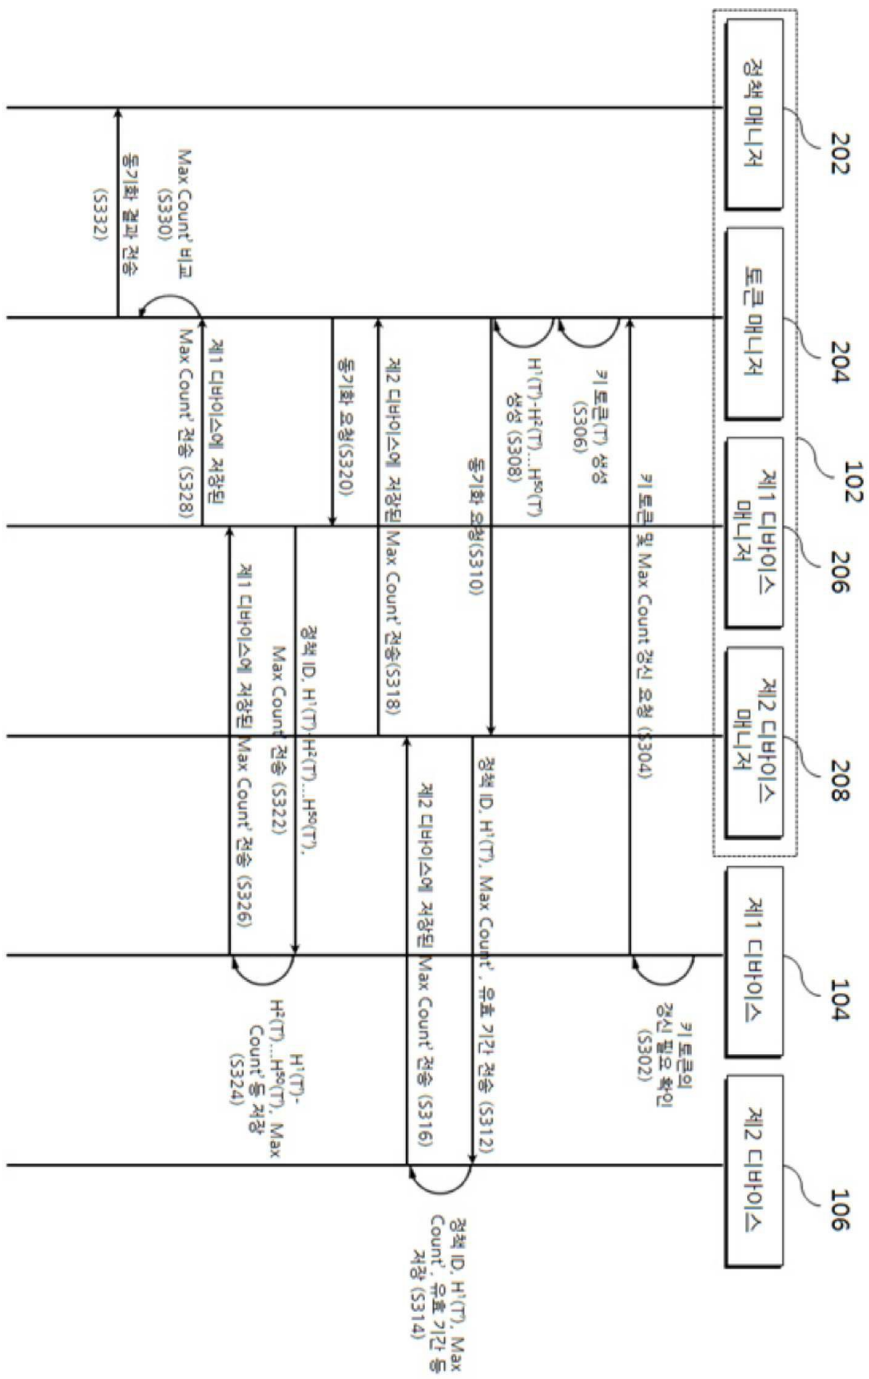 202
204
102
206
208
104
106
정책 매니저
토큰 매니저
제1 디바이스
매니저
제2 디바이스
매니저
제1 디바이스
제2 디바이스
키 토큰의
갱신 필요 확인
(S302)
키 토큰 및 Max Count 갱신 요청 (S304)
키 토큰(T') 생성
(S306)
H¹(T')-H²(T')...H⁵⁰(T')
생성 (S308)
동기화 요청(S310)
정책 ID, H¹(T'), Max Count', 유효 기간 전송 (S312)
정책 ID, H¹(T'), Max
Count', 유효 기간 등
저장 (S314)
제2 디바이스에 저장된 Max Count' 전송 (S316)
제2 디바이스에 저장된 Max Count' 전송(S318)
동기화 요청(S320)
정책 ID, H¹(T')-H²(T')...H⁵⁰(T'),
Max Count' 전송 (S322)
H¹(T')-
H²(T')...H⁵⁰(T'), Max
Count' 등 저장
(S324)
제1 디바이스에 저장된 Max Count' 전송 (S326)
제1 디바이스에 저장된
Max Count' 전송 (S328)
Max Count' 비교
(S330)
동기화 결과 전송
(S332)